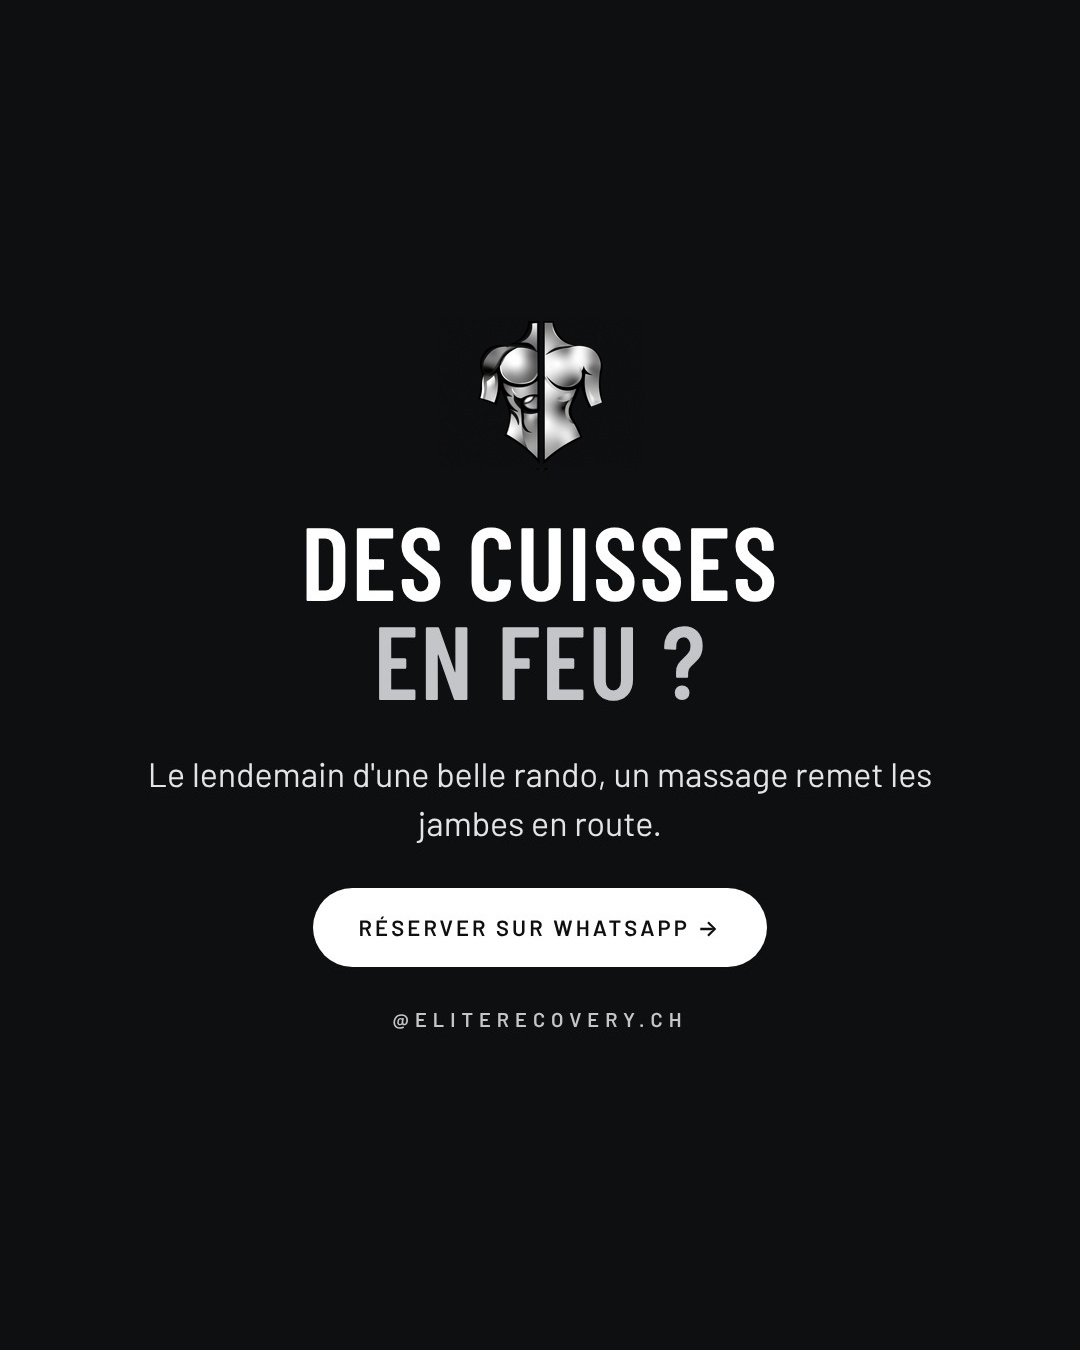 DES CUISSES
EN FEU ?
Le lendemain d'une belle rando, un massage remet les
jambes en route.
RÉSERVER SUR WHATSAPP →
@ELITERECOVERY.CH